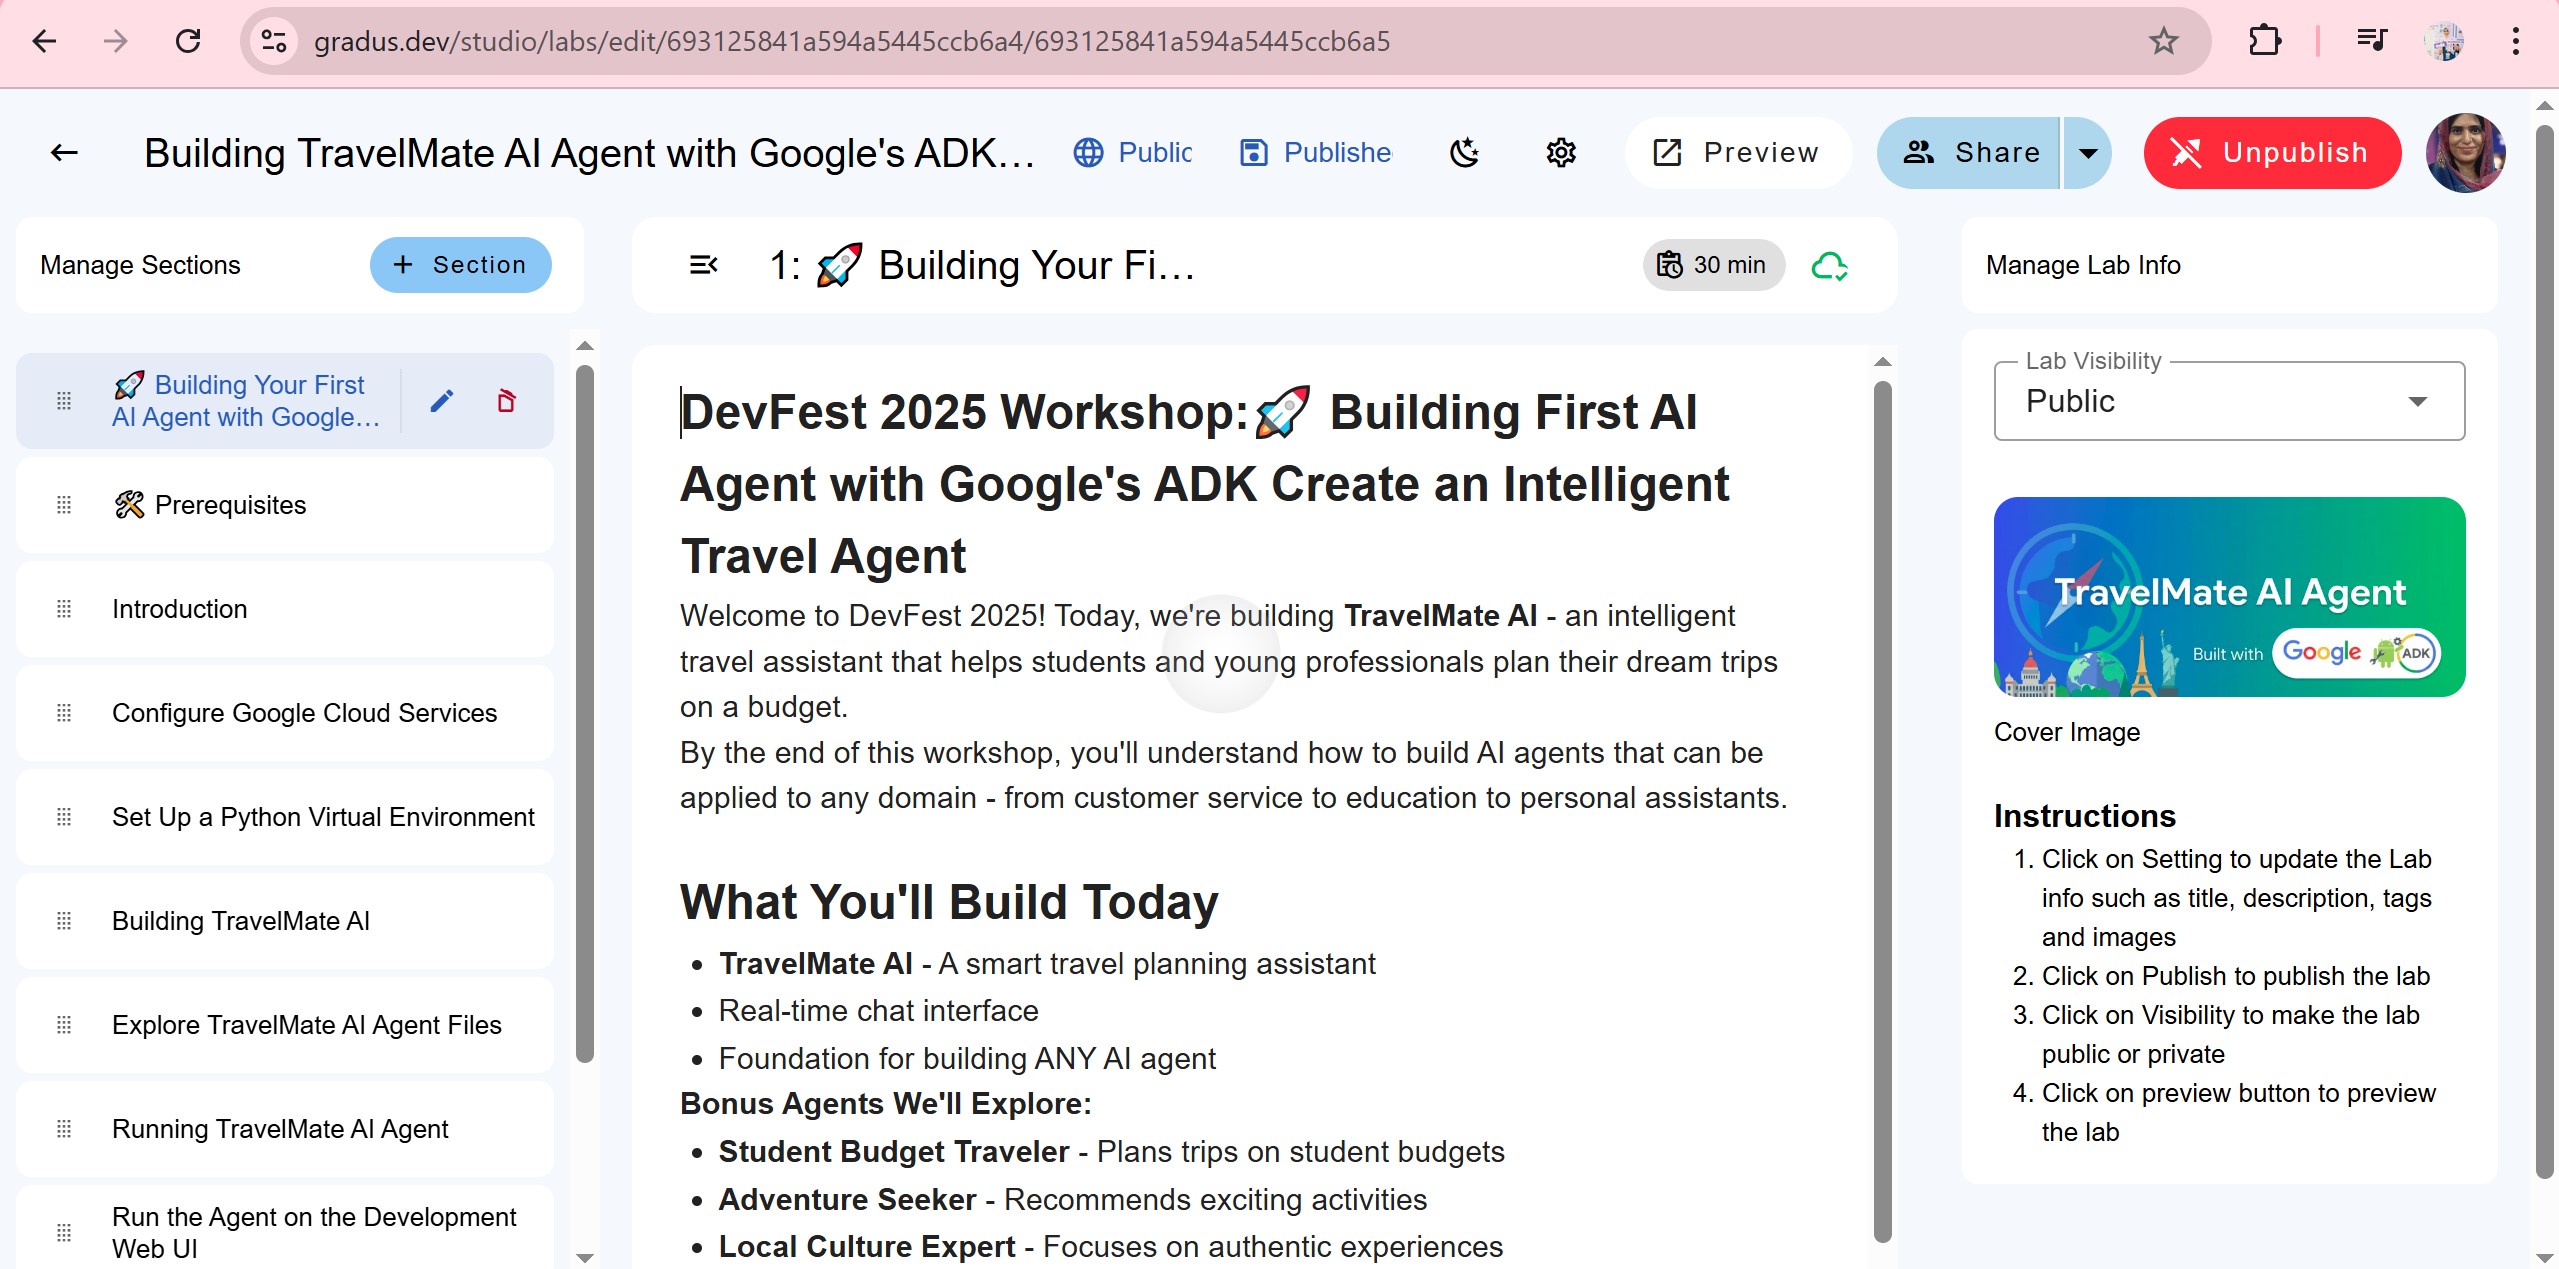 gradus.dev/studio/labs/edit/693125841a594a5445ccb6a4/693125841a594a5445ccb6a5
Building TravelMate AI Agent with Google's ADK...
Public
Publishe
Preview
Share
Unpublish
Manage Sections
+ Section
🚀 Building Your First
AI Agent with Google...
🛠️ Prerequisites
Introduction
Configure Google Cloud Services
Set Up a Python Virtual Environment
Building TravelMate AI
Explore TravelMate AI Agent Files
Running TravelMate AI Agent
Run the Agent on the Development
Web UI
1: 🚀 Building Your Fi...
30 min
DevFest 2025 Workshop:🚀 Building First AI
Agent with Google's ADK Create an Intelligent
Travel Agent
Welcome to DevFest 2025! Today, we're building TravelMate AI - an intelligent
travel assistant that helps students and young professionals plan their dream trips
on a budget.
By the end of this workshop, you'll understand how to build AI agents that can be
applied to any domain - from customer service to education to personal assistants.
What You'll Build Today
• TravelMate AI - A smart travel planning assistant
• Real-time chat interface
• Foundation for building ANY AI agent
Bonus Agents We'll Explore:
• Student Budget Traveler - Plans trips on student budgets
• Adventure Seeker - Recommends exciting activities
• Local Culture Expert - Focuses on authentic experiences
Manage Lab Info
Lab Visibility
Public
TravelMate AI Agent
Built with Google ADK
Cover Image
Instructions
1. Click on Setting to update the Lab
info such as title, description, tags
and images
2. Click on Publish to publish the lab
3. Click on Visibility to make the lab
public or private
4. Click on preview button to preview
the lab